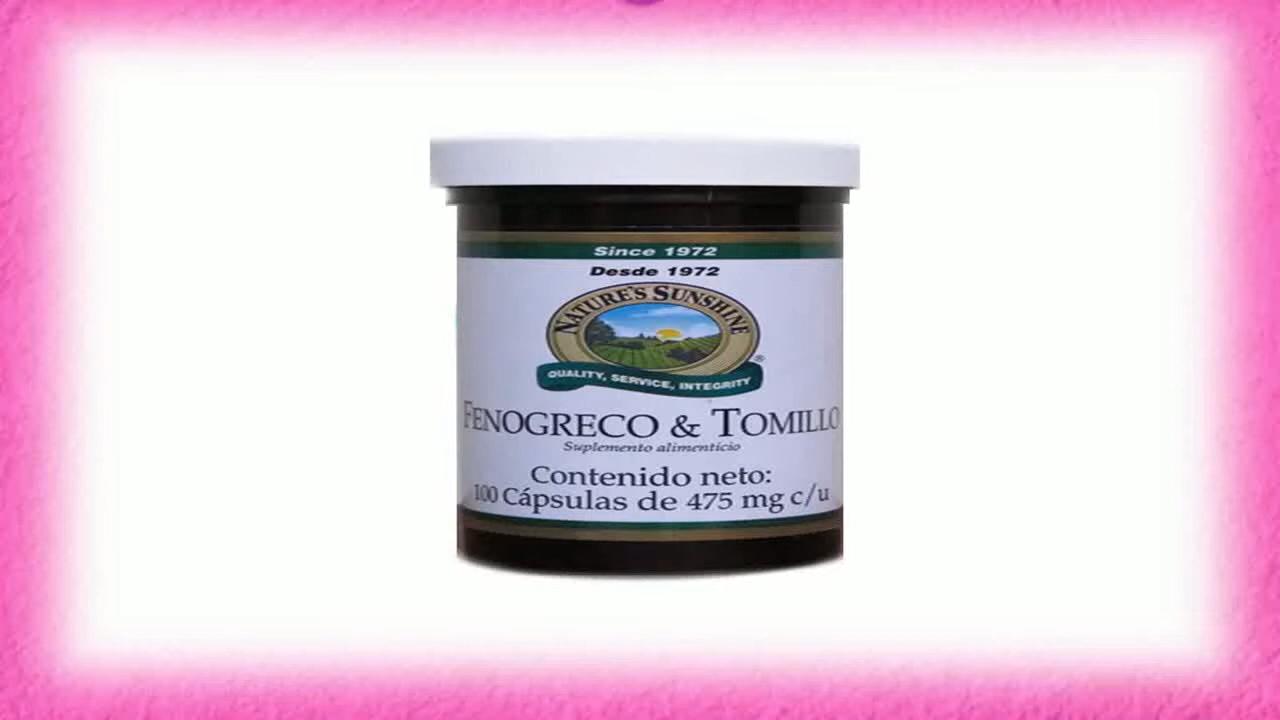 Since 1972
Desde 1972
NATURE'S SUNSHINE
®
QUALITY, SERVICE, INTEGRITY
FENOGRECO & TOMILLO
Suplemento alimenticio
Contenido neto:
100 Cápsulas de 475 mg c/u